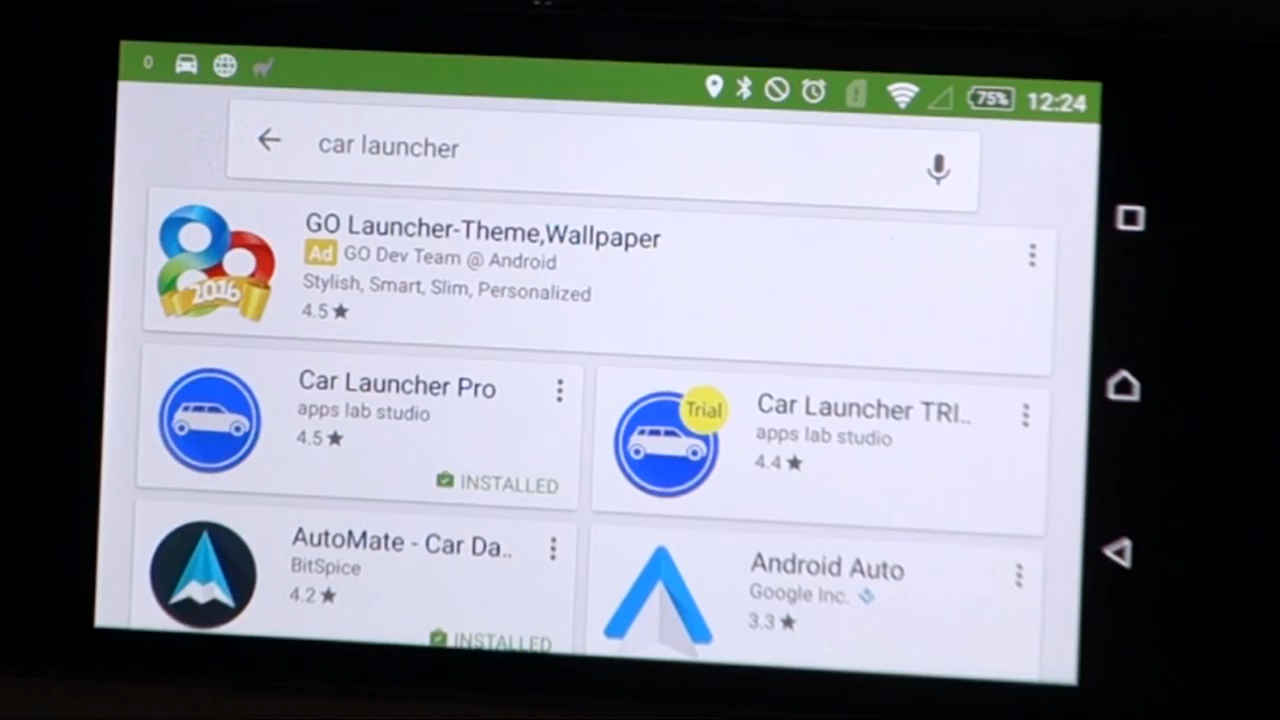 0
75% 12:24
car launcher
GO Launcher-Theme,Wallpaper
Ad GO Dev Team @ Android
Stylish, Smart, Slim, Personalized
4.5★
2016
Car Launcher Pro
apps lab studio
4.5★
INSTALLED
Trial
Car Launcher TRI..
apps lab studio
4.4★
AutoMate - Car Da..
BitSpice
4.2★
INSTALLED
Android Auto
Google Inc.
3.3★